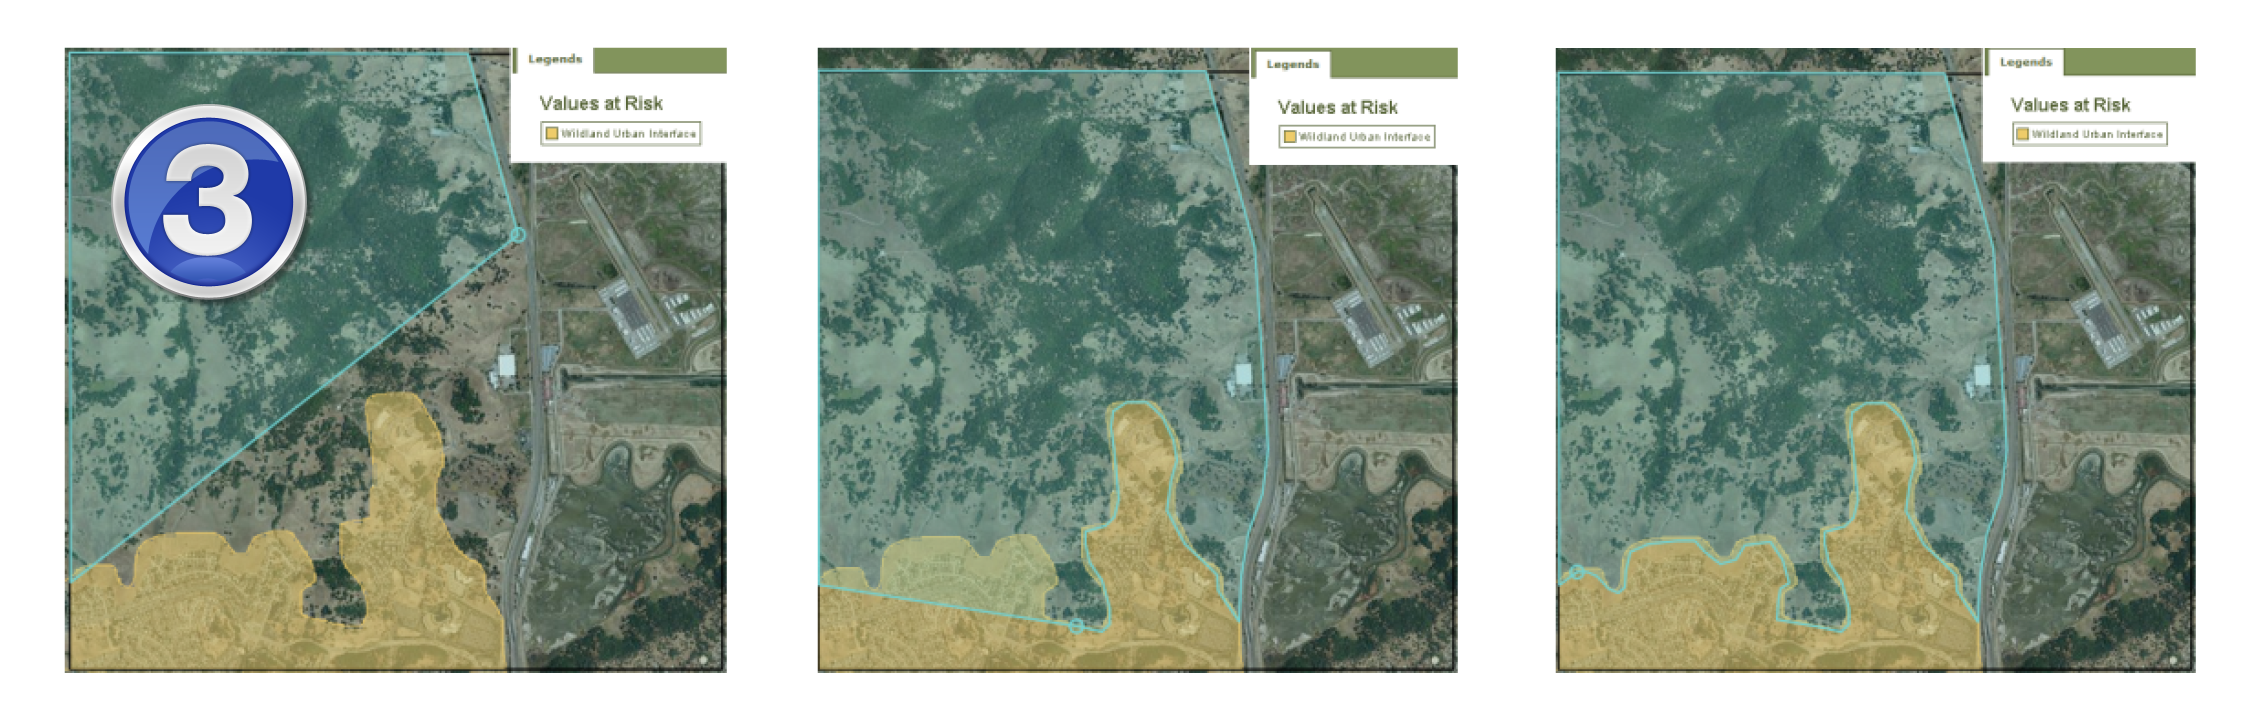 3
Legends
Values at Risk
Wildland Urban Interface
Legends
Values at Risk
Wildland Urban Interface
Legends
Values at Risk
Wildland Urban Interface